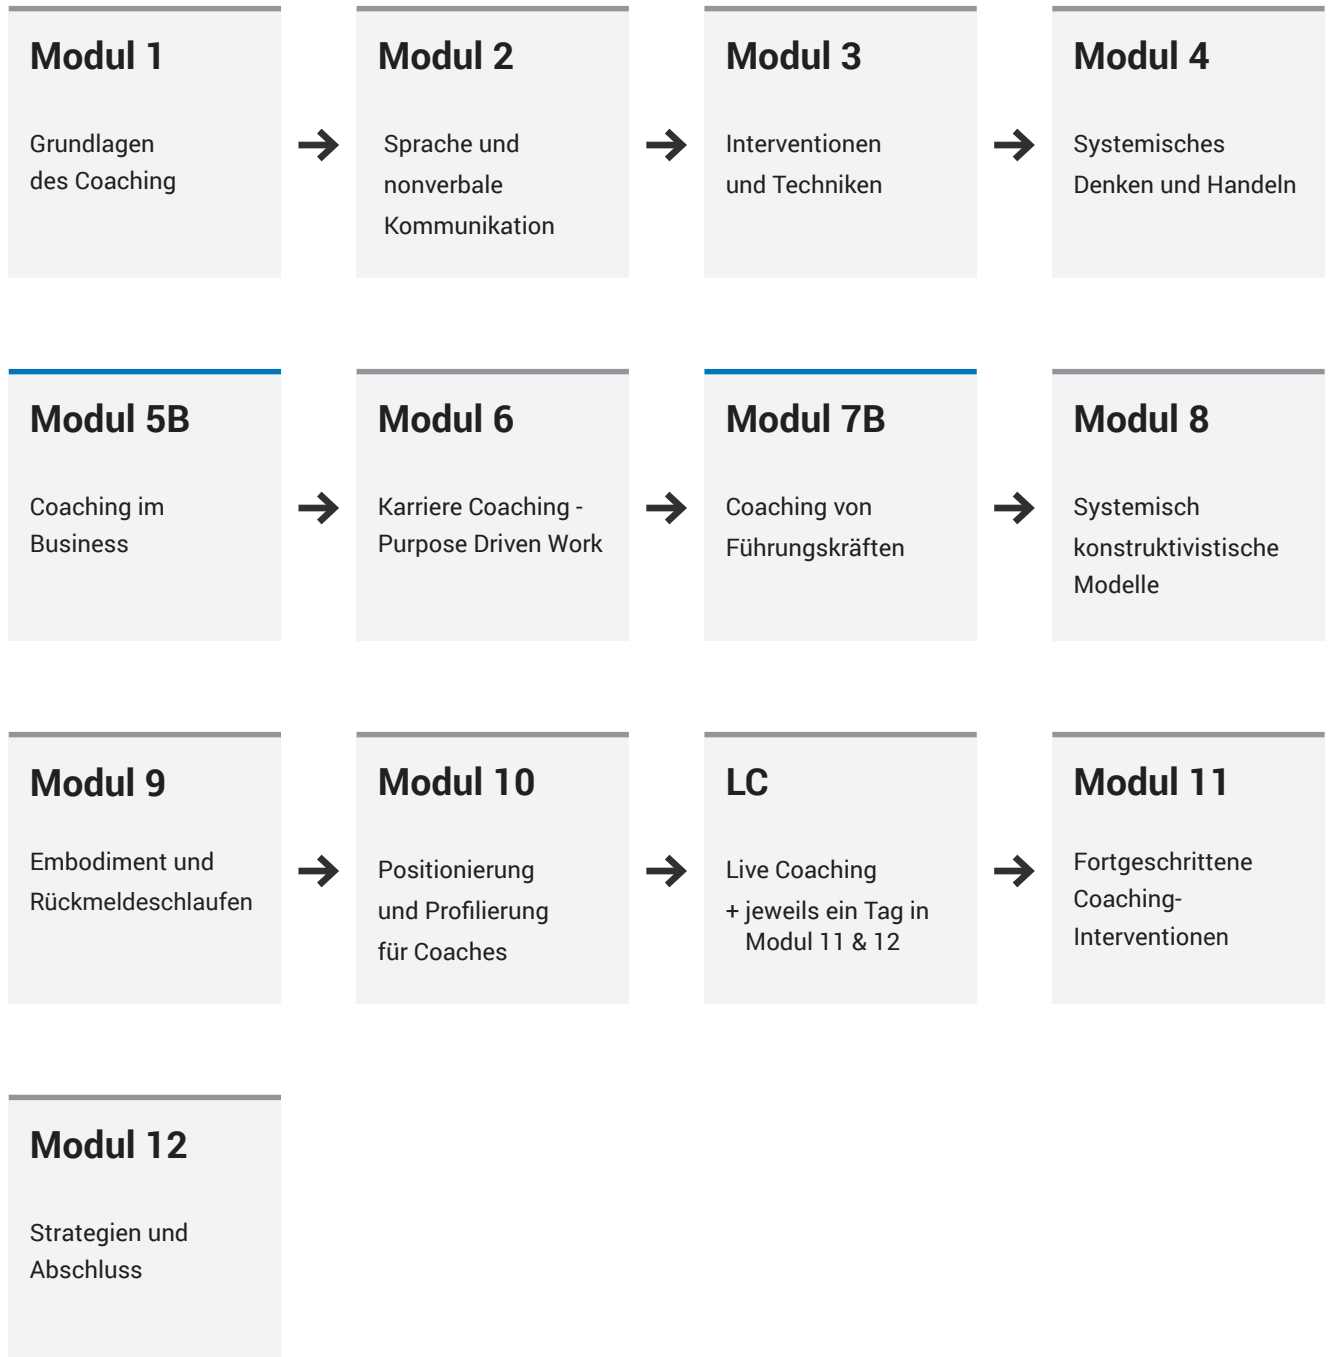 Modul 1
Grundlagen
des Coaching
Modul 2
Sprache und
nonverbale
Kommunikation
Modul 3
Interventionen
und Techniken
Modul 4
Systemisches
Denken und Handeln
Modul 5B
Coaching im
Business
Modul 6
Karriere Coaching -
Purpose Driven Work
Modul 7B
Coaching von
Führungskräften
Modul 8
Systemisch
konstruktivistische
Modelle
Modul 9
Embodiment und
Rückmeldeschlaufen
Modul 10
Positionierung
und Profilierung
für Coaches
LC
Live Coaching
+ jeweils ein Tag in
Modul 11 & 12
Modul 11
Fortgeschrittene
Coaching-
Interventionen
Modul 12
Strategien und
Abschluss